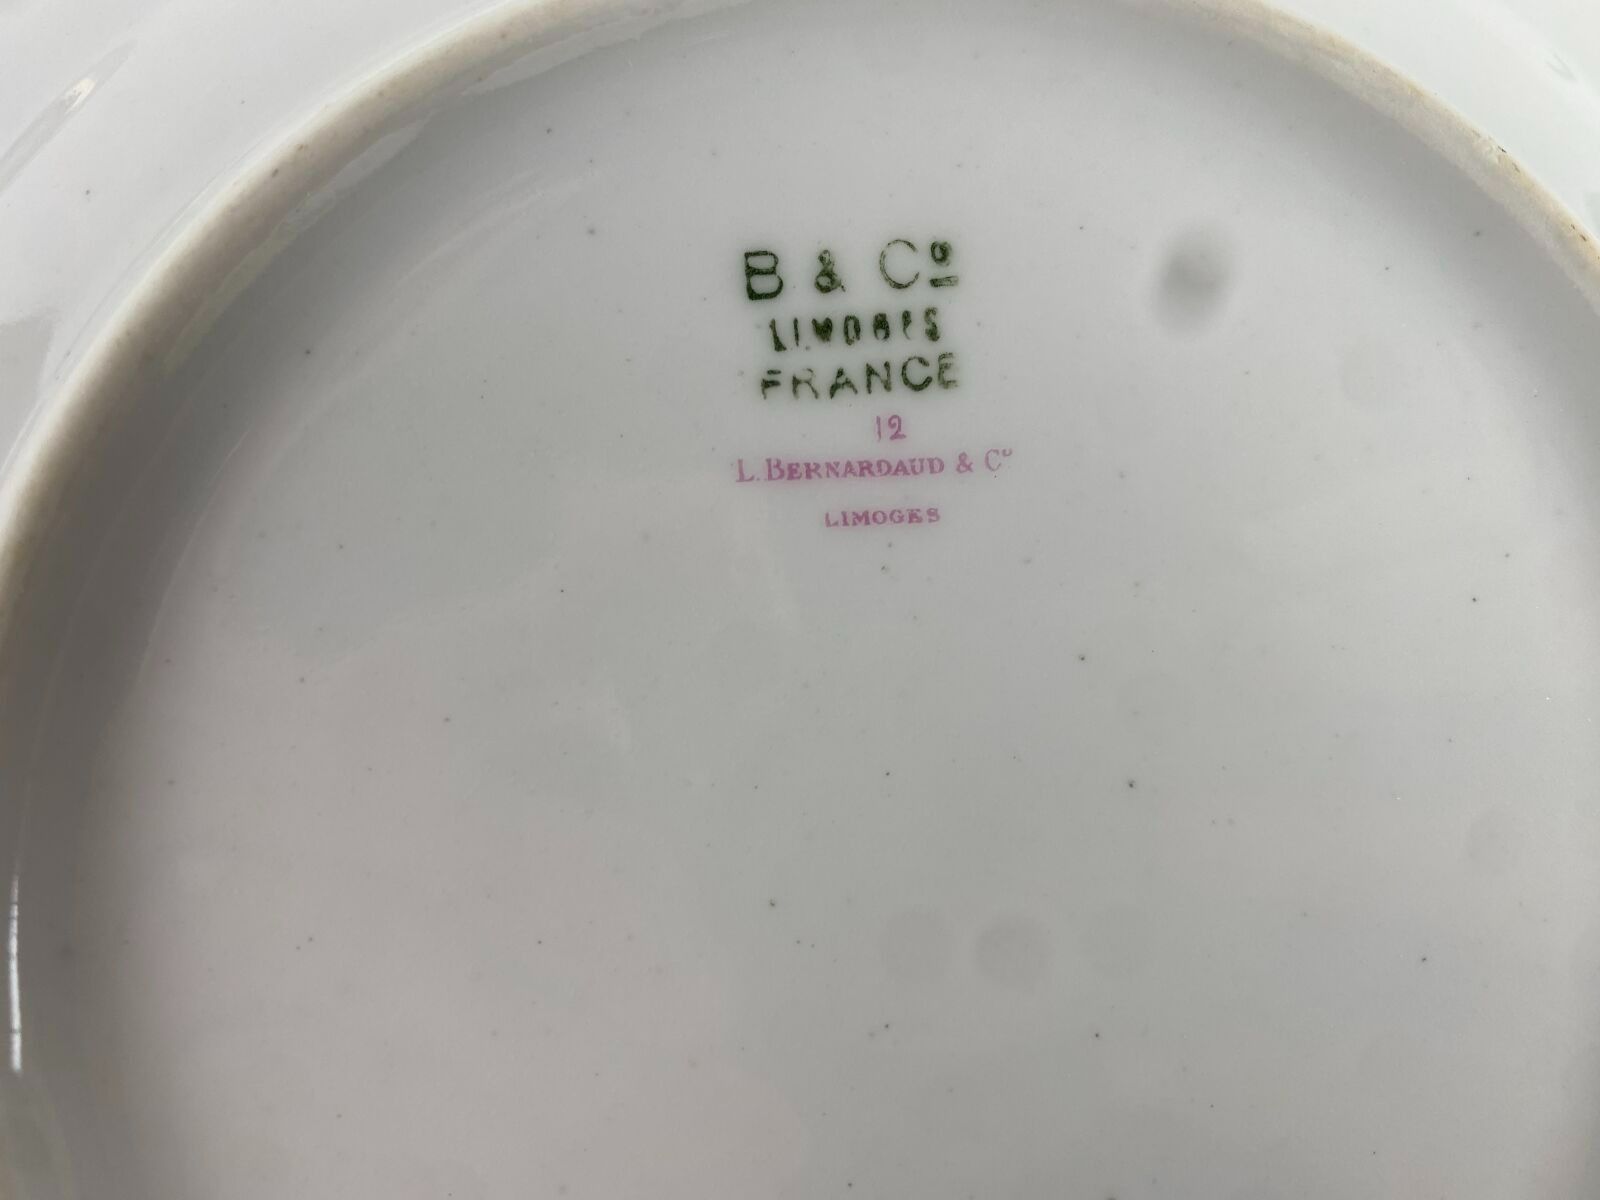 B & Co
LIMOGES
FRANCE
12
L. BERNARDAUD & Co
LIMOGES